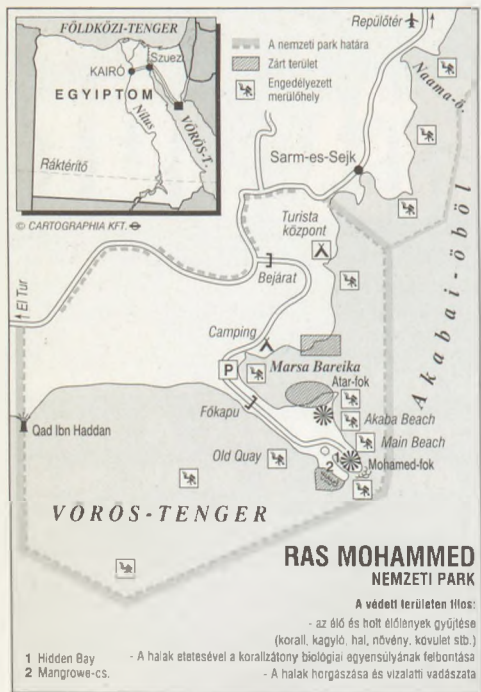 FÖLDKÖZI-TENGER
KAIRÓ
Szuez
EGYIPTOM
Nílus
VÖRÖS-T.
Ráktérítő
© CARTOGRAPHIA KFT.
A nemzeti park határa
Zárt terület
Engedélyezett
merülőhely
Repülőtér
Naama-ö.
Sarm-es-Sejk
Akabai-öböl
Turista
központ
Bejárat
El Tur
Camping
P
Marsa Bareika
Atar-fok
Főkapu
Akaba Beach
Qad Ibn Haddan
Main Beach
Old Quay
1
2
Mohamed-fok
VÖRÖS-TENGER
RAS MOHAMMED
NEMZETI PARK
A védett területen tilos:
- az élő és holt élőlények gyűjtése
(korall, kagyló, hal, növény, kövület stb.)
- A halak etetésével a korallzátony biológiai egyensúlyának felbontása
- A halak horgászása és vizalatti vadászata
1 Hidden Bay
2 Mangrowe-cs.